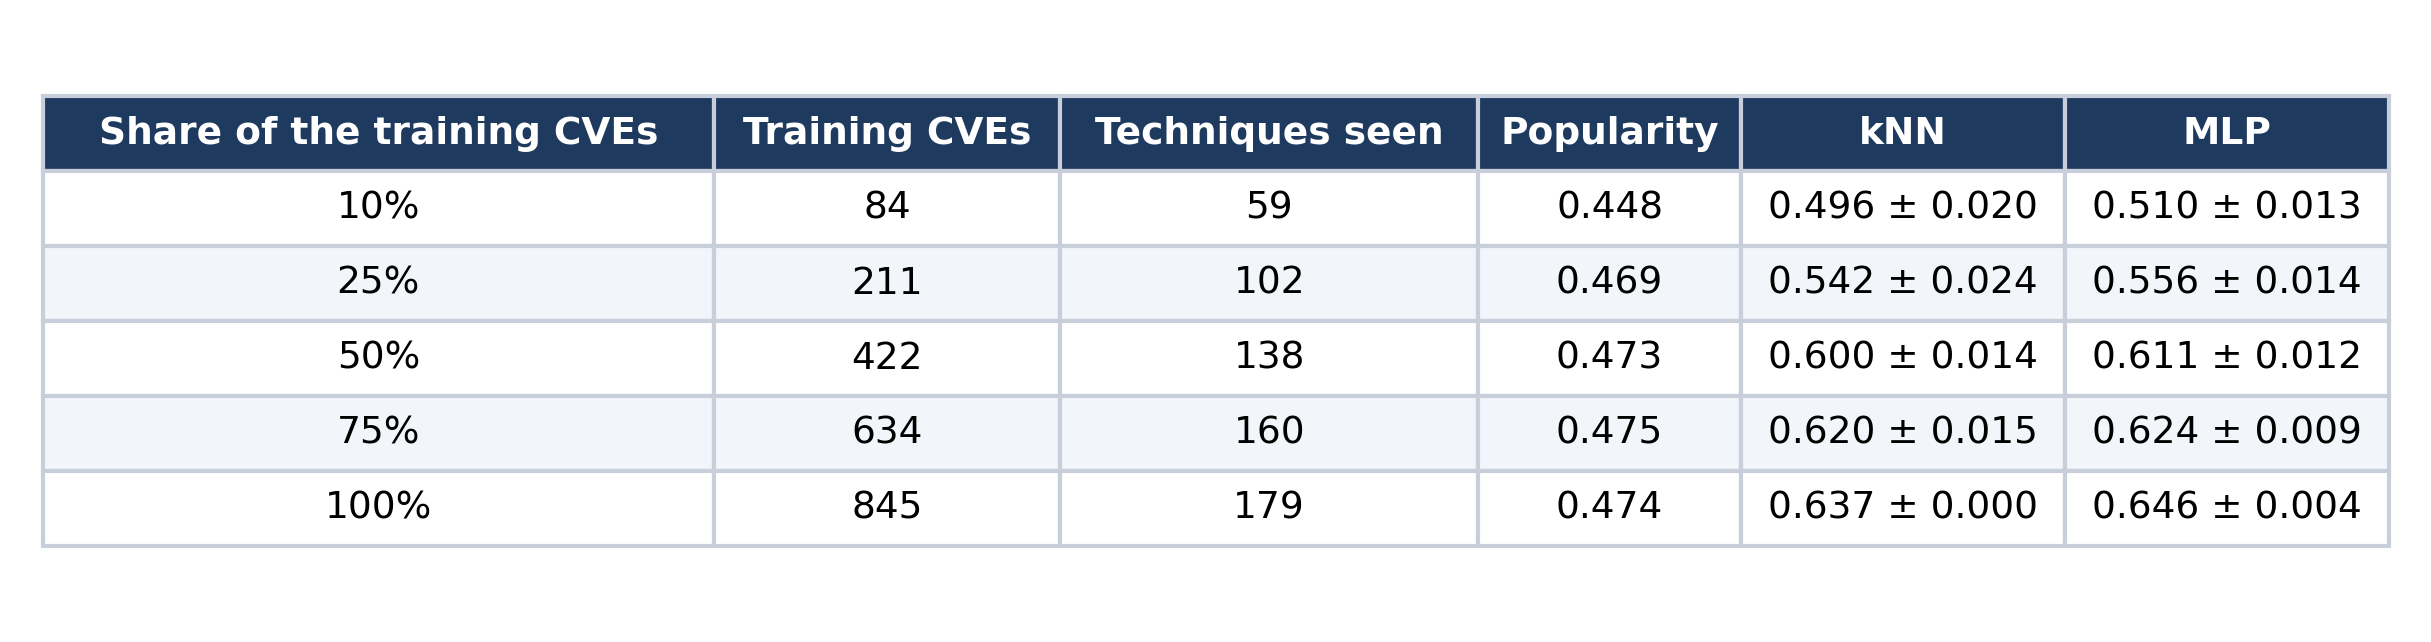 Share of the training CVEs Training CVEs Techniques seen Popularity kNN MLP
10% 84 59 0.448 0.496 ± 0.020 0.510 ± 0.013
25% 211 102 0.469 0.542 ± 0.024 0.556 ± 0.014
50% 422 138 0.473 0.600 ± 0.014 0.611 ± 0.012
75% 634 160 0.475 0.620 ± 0.015 0.624 ± 0.009
100% 845 179 0.474 0.637 ± 0.000 0.646 ± 0.004